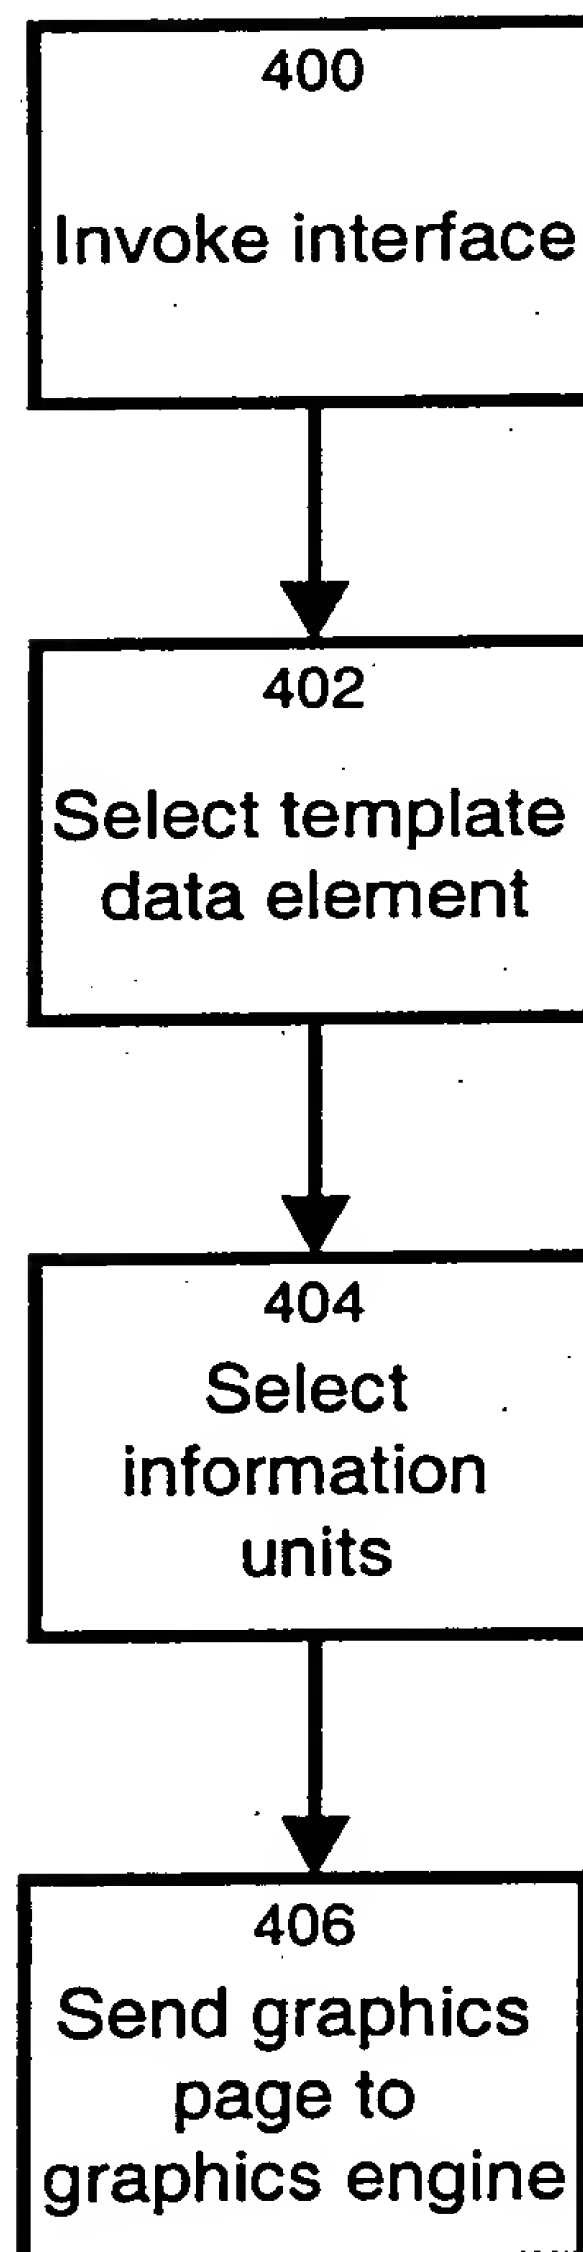 400
Invoke interface
402
Select template
data element
404
Select
information
units
406
Send graphics
page to
graphics engine